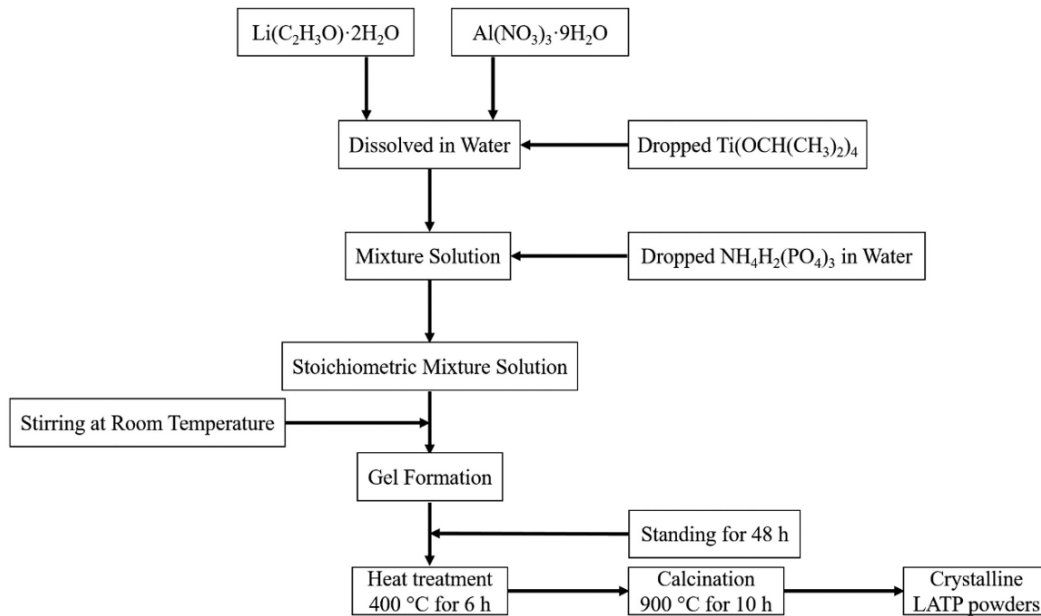 Li(C₂H₃O)·2H₂O
Al(NO₃)₃·9H₂O
Dissolved in Water
Dropped Ti(OCH(CH₃)₂)₄
Mixture Solution
Dropped NH₄H₂(PO₄)₃ in Water
Stoichiometric Mixture Solution
Stirring at Room Temperature
Gel Formation
Standing for 48 h
Heat treatment
400 °C for 6 h
Calcination
900 °C for 10 h
Crystalline
LATP powders